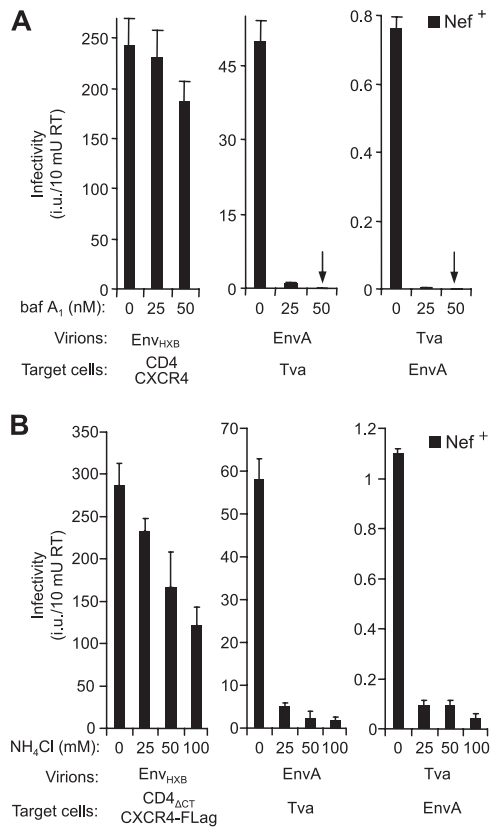 A
Nef +
Infectivity
(i.u./10 mU RT)
250
200
150
100
50
0
45
30
15
0
0.8
0.6
0.4
0.2
0
baf A1 (nM):
0 25 50
0 25 50
0 25 50
Virions:
EnvHXB
EnvA
Tva
Target cells:
CD4
CXCR4
Tva
EnvA
B
Nef +
Infectivity
(i.u./10 mU RT)
350
300
250
200
150
100
50
0
70
60
50
40
30
20
10
0
1.2
1
0.8
0.6
0.4
0.2
0
NH4Cl (mM):
0 25 50 100
0 25 50 100
0 25 50 100
Virions:
EnvHXB
EnvA
Tva
Target cells:
CD4ΔCT
CXCR4-FLag
Tva
EnvA